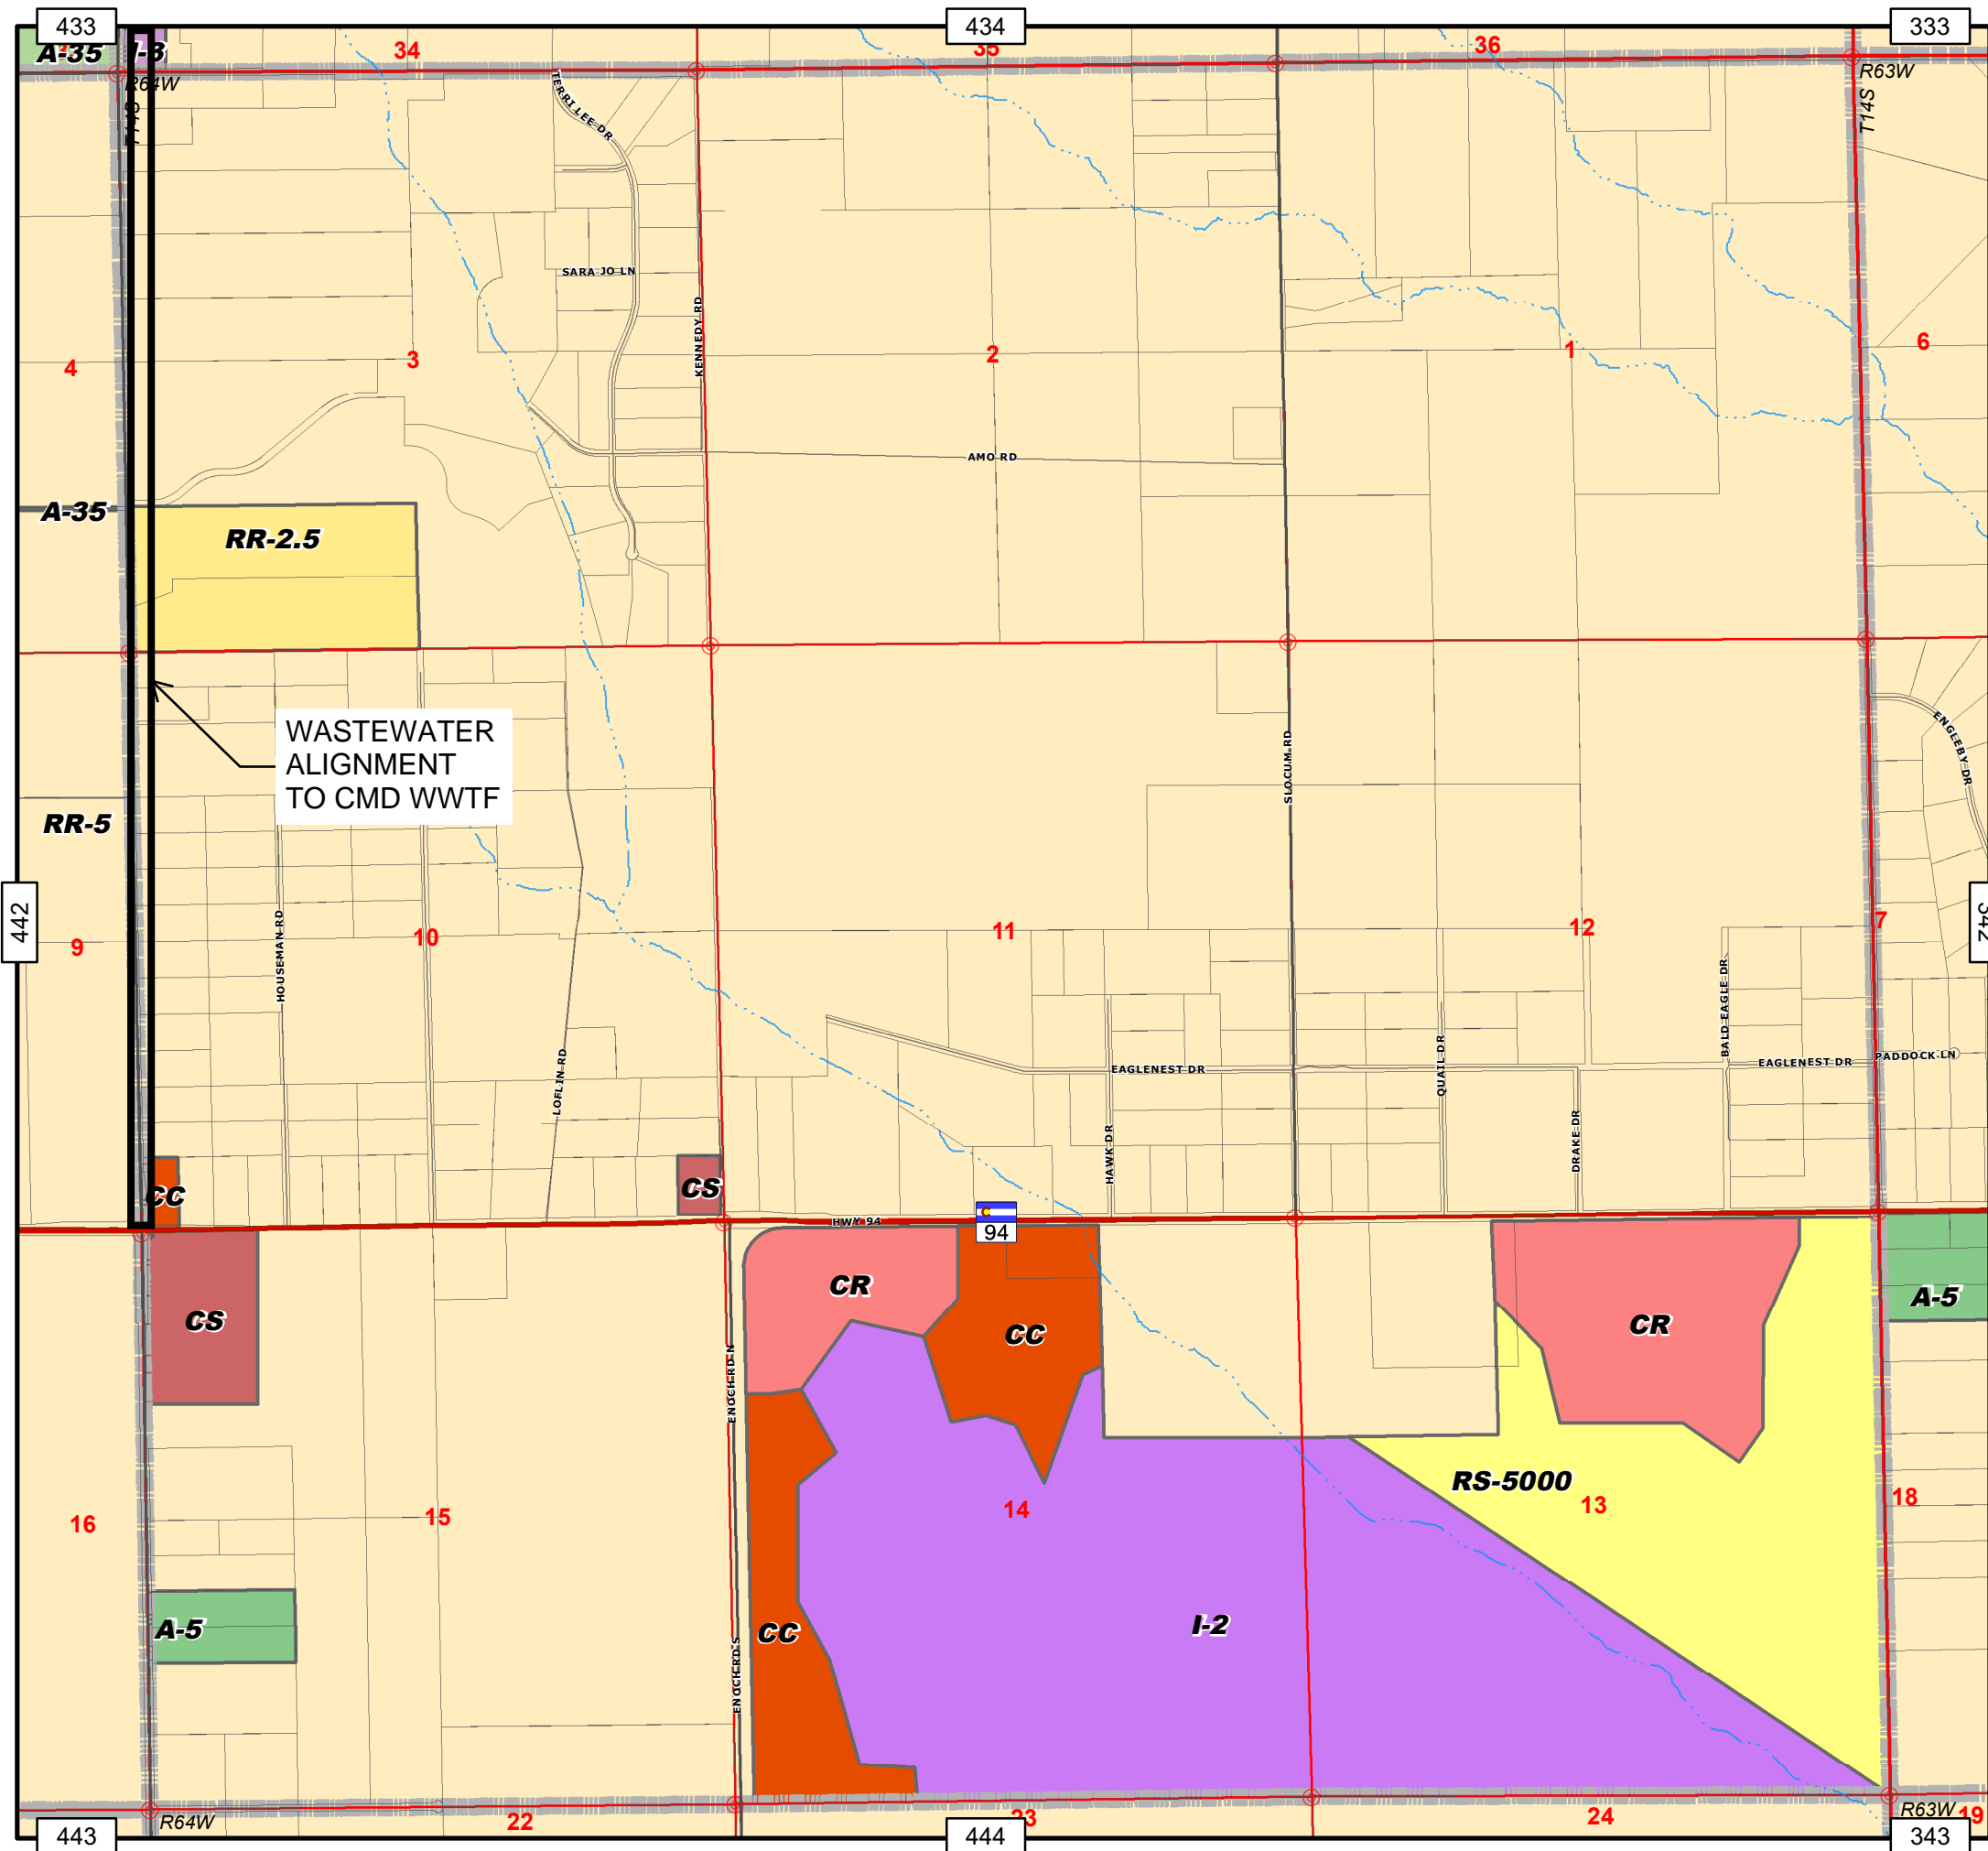 433
434
333
A-35
I-3
34
35
36
R64W
R63W
T14S
T14S
TERRI LEE DR
SARA JO LN
KENNEDY RD
4
3
2
1
6
AMO RD
A-35
RR-2.5
WASTEWATER
ALIGNMENT
TO CMD WWTF
SLOCUM RD
ENGLEBY DR
RR-5
442
342
9
10
11
12
7
HOUSEMAN RD
LOFLIN RD
BALD EAGLE DR
EAGLENEST DR
QUAIL DR
EAGLENEST DR
PADDOCK LN
HAWK DR
DRAKE DR
CC
CS
HWY 94
94
CS
CR
CC
CR
A-5
ENOCH RD N
RS-5000
16
15
14
13
18
A-5
CC
I-2
ENOCH RD S
R64W
22
23
24
R63W
19
443
444
343